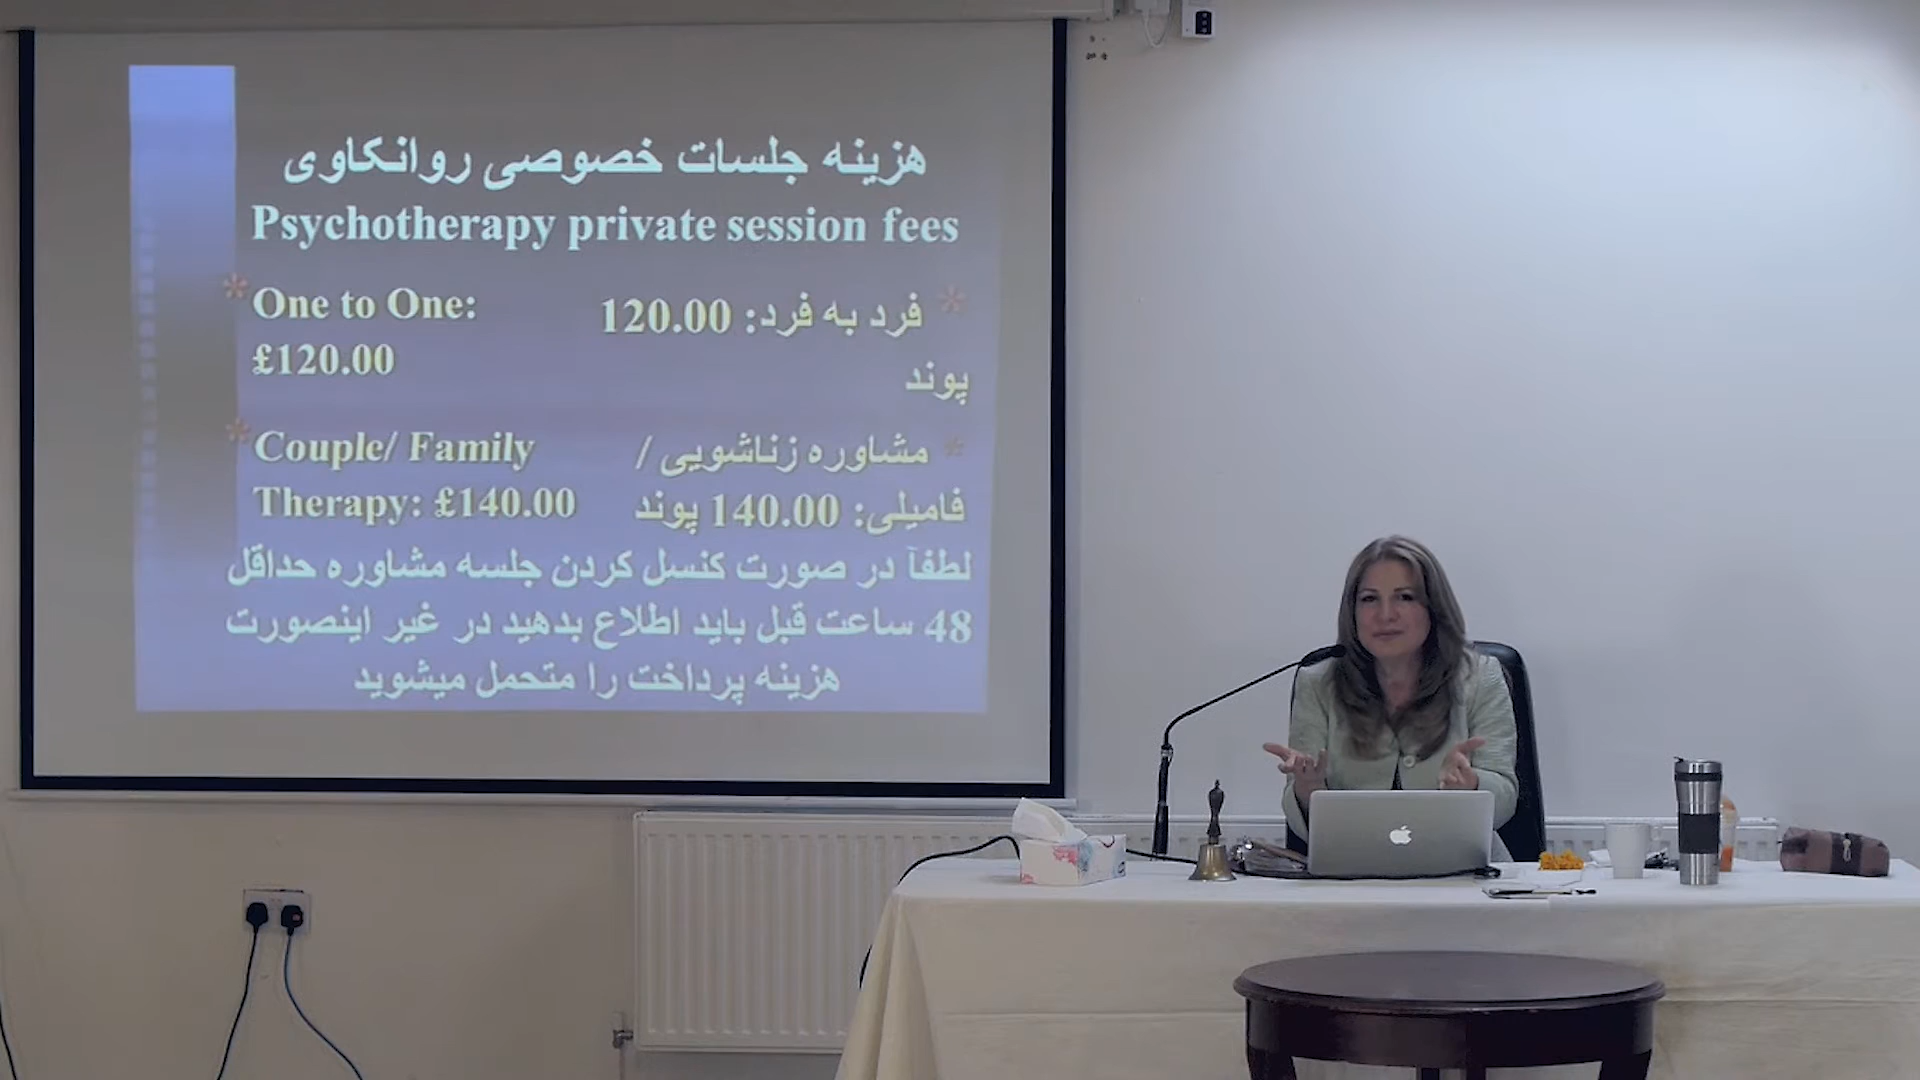 هزینه جلسات خصوصی روانکاوی
Psychotherapy private session fees
* One to One:
£120.00
* فرد به فرد: 120.00
پوند
* Couple/ Family
Therapy: £140.00
* مشاوره زناشویی /
فامیلی: 140.00 پوند
لطفآ در صورت کنسل کردن جلسه مشاوره حداقل
48 ساعت قبل باید اطلاع بدهید در غیر اینصورت
هزینه پرداخت را متحمل میشوید